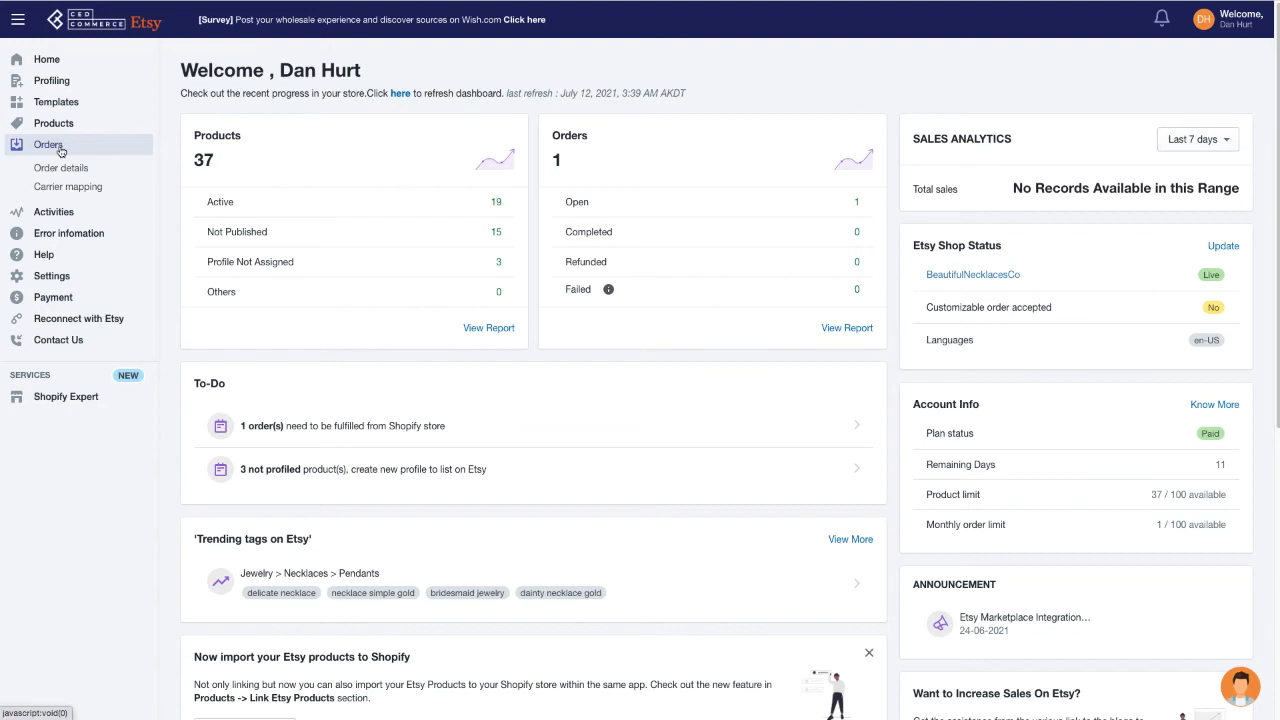 CED COMMERCE Etsy
[Survey] Post your wholesale experience and discover sources on Wish.com Click here
DH
Welcome,
Dan Hurt
Home
Profiling
Templates
Products
Orders
Order details
Carrier mapping
Activities
Error infomation
Help
Settings
Payment
Reconnect with Etsy
Contact Us
SERVICES NEW
Shopify Expert
javascript:void(0)
Welcome , Dan Hurt
Check out the recent progress in your store.Click here to refresh dashboard. last refresh : July 12, 2021, 3:39 AM AKDT
Products
37
Active 19
Not Published 15
Profile Not Assigned 3
Others 0
View Report
Orders
1
Open 1
Completed 0
Refunded 0
Failed 0
View Report
To-Do
1 order(s) need to be fulfilled from Shopify store
3 not profiled product(s), create new profile to list on Etsy
'Trending tags on Etsy' View More
Jewelry > Necklaces > Pendants
delicate necklace necklace simple gold bridesmaid jewelry dainty necklace gold
Now import your Etsy products to Shopify
Not only linking but now you can also import your Etsy Products to your Shopify store within the same app. Check out the new feature in
Products -> Link Etsy Products section.
SALES ANALYTICS Last 7 days
Total sales No Records Available in this Range
Etsy Shop Status Update
BeautifulNecklacesCo Live
Customizable order accepted No
Languages en-US
Account Info Know More
Plan status Paid
Remaining Days 11
Product limit 37 / 100 available
Monthly order limit 1 / 100 available
ANNOUNCEMENT
Etsy Marketplace Integration...
24-06-2021
Want to Increase Sales On Etsy?
Get the assistance from the various link to the blogs to